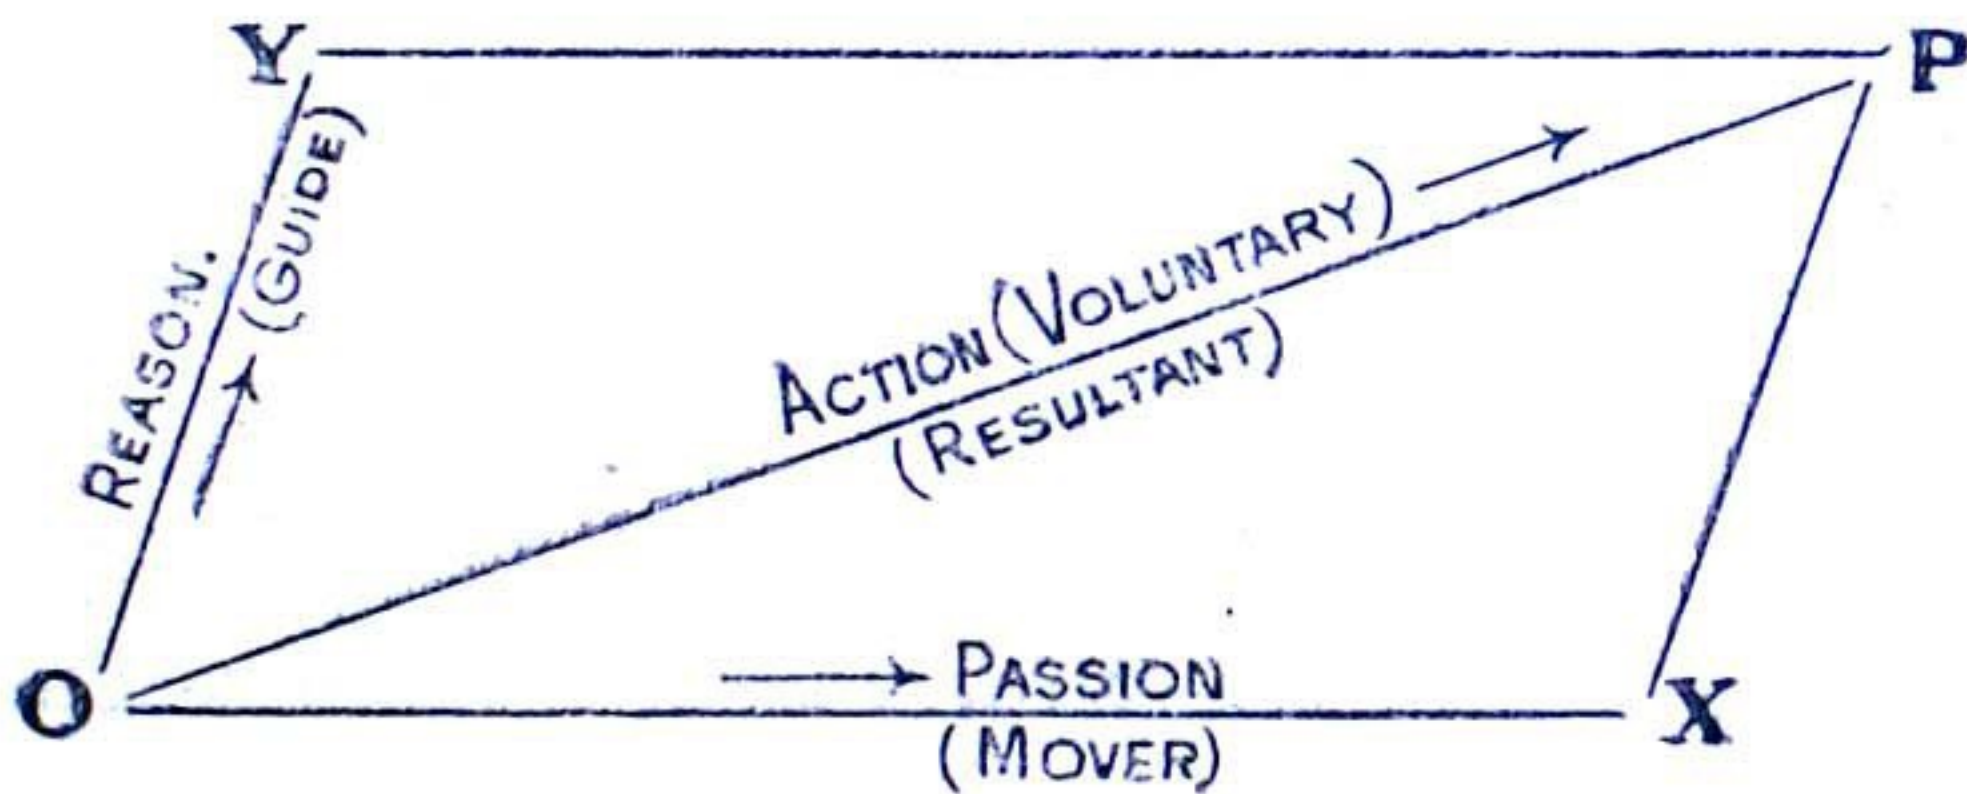 Y
P
REASON.
(GUIDE)
ACTION (VOLUNTARY)
(RESULTANT)
O
PASSION
(MOVER)
X